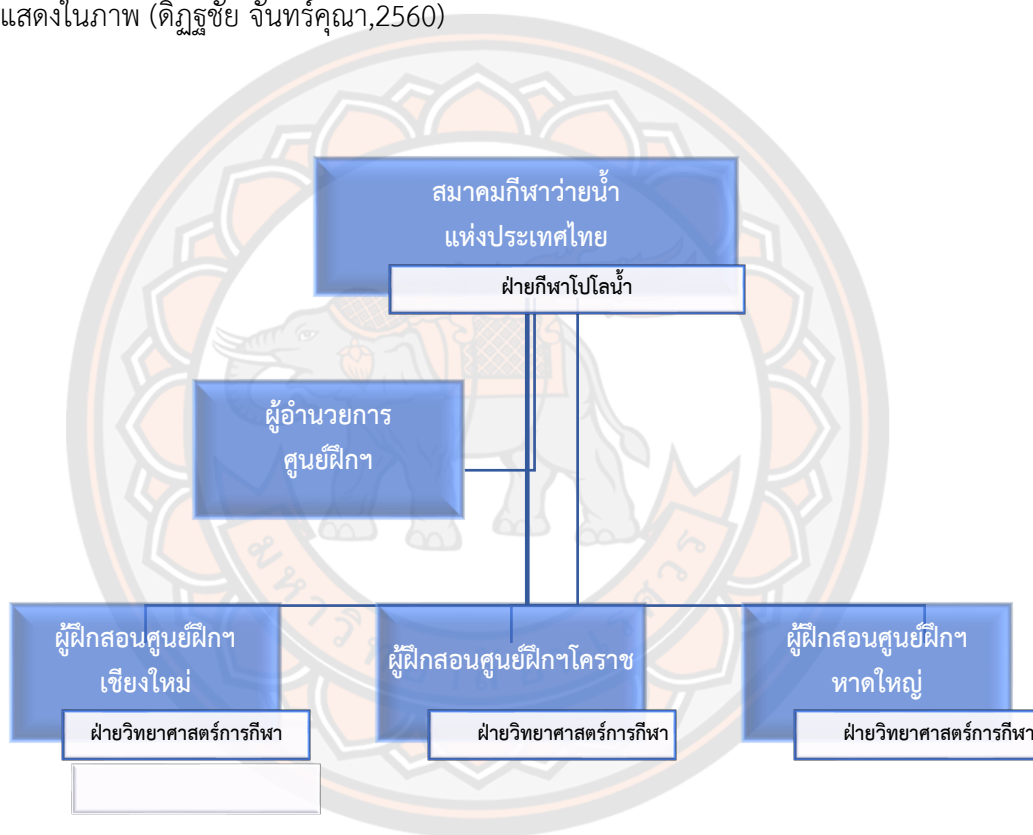 แสดงในภาพ (ดิฏฐชัย จันทร์คุณา,2560)
สมาคมกีฬาว่ายน้ำ
แห่งประเทศไทย
ฝ่ายกีฬาโปโลน้ำ
ผู้อำนวยการ
ศูนย์ฝึกฯ
ผู้ฝึกสอนศูนย์ฝึกฯ
เชียงใหม่
ฝ่ายวิทยาศาสตร์การกีฬา
ผู้ฝึกสอนศูนย์ฝึกฯโคราช
ฝ่ายวิทยาศาสตร์การกีฬา
ผู้ฝึกสอนศูนย์ฝึกฯ
หาดใหญ่
ฝ่ายวิทยาศาสตร์การกีฬา